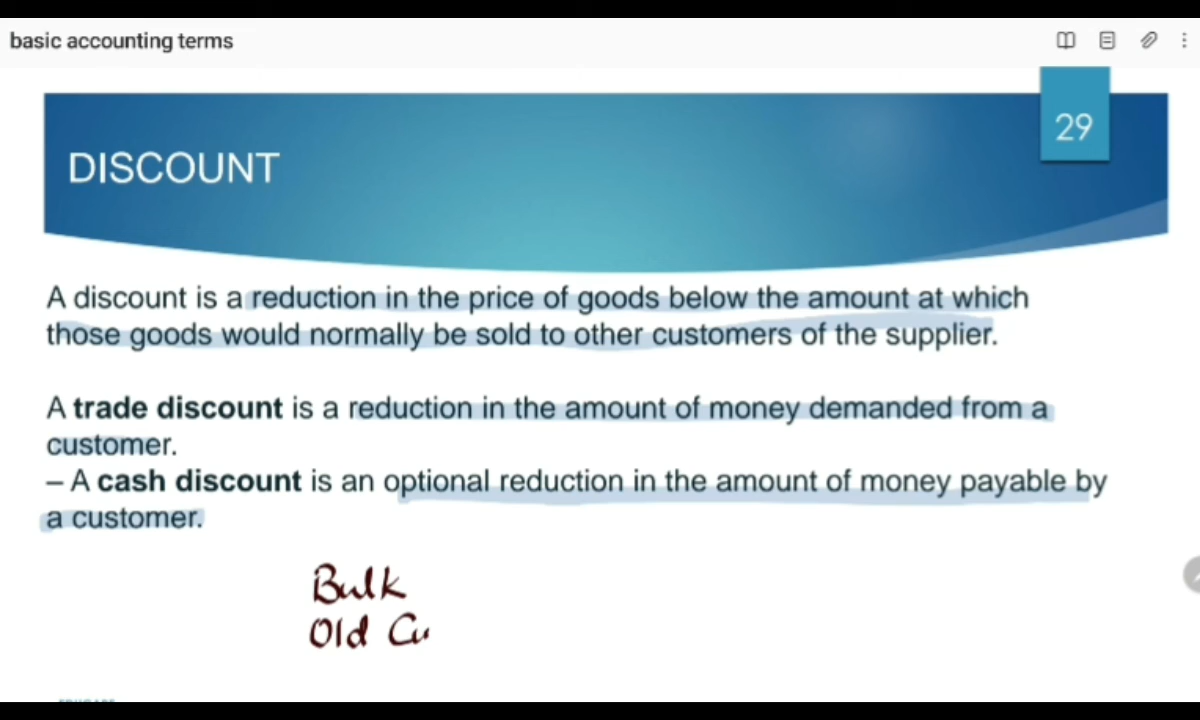 basic accounting terms
29
DISCOUNT
A discount is a reduction in the price of goods below the amount at which
those goods would normally be sold to other customers of the supplier.
A trade discount is a reduction in the amount of money demanded from a
customer.
– A cash discount is an optional reduction in the amount of money payable by
a customer.
Bulk
Old Cu